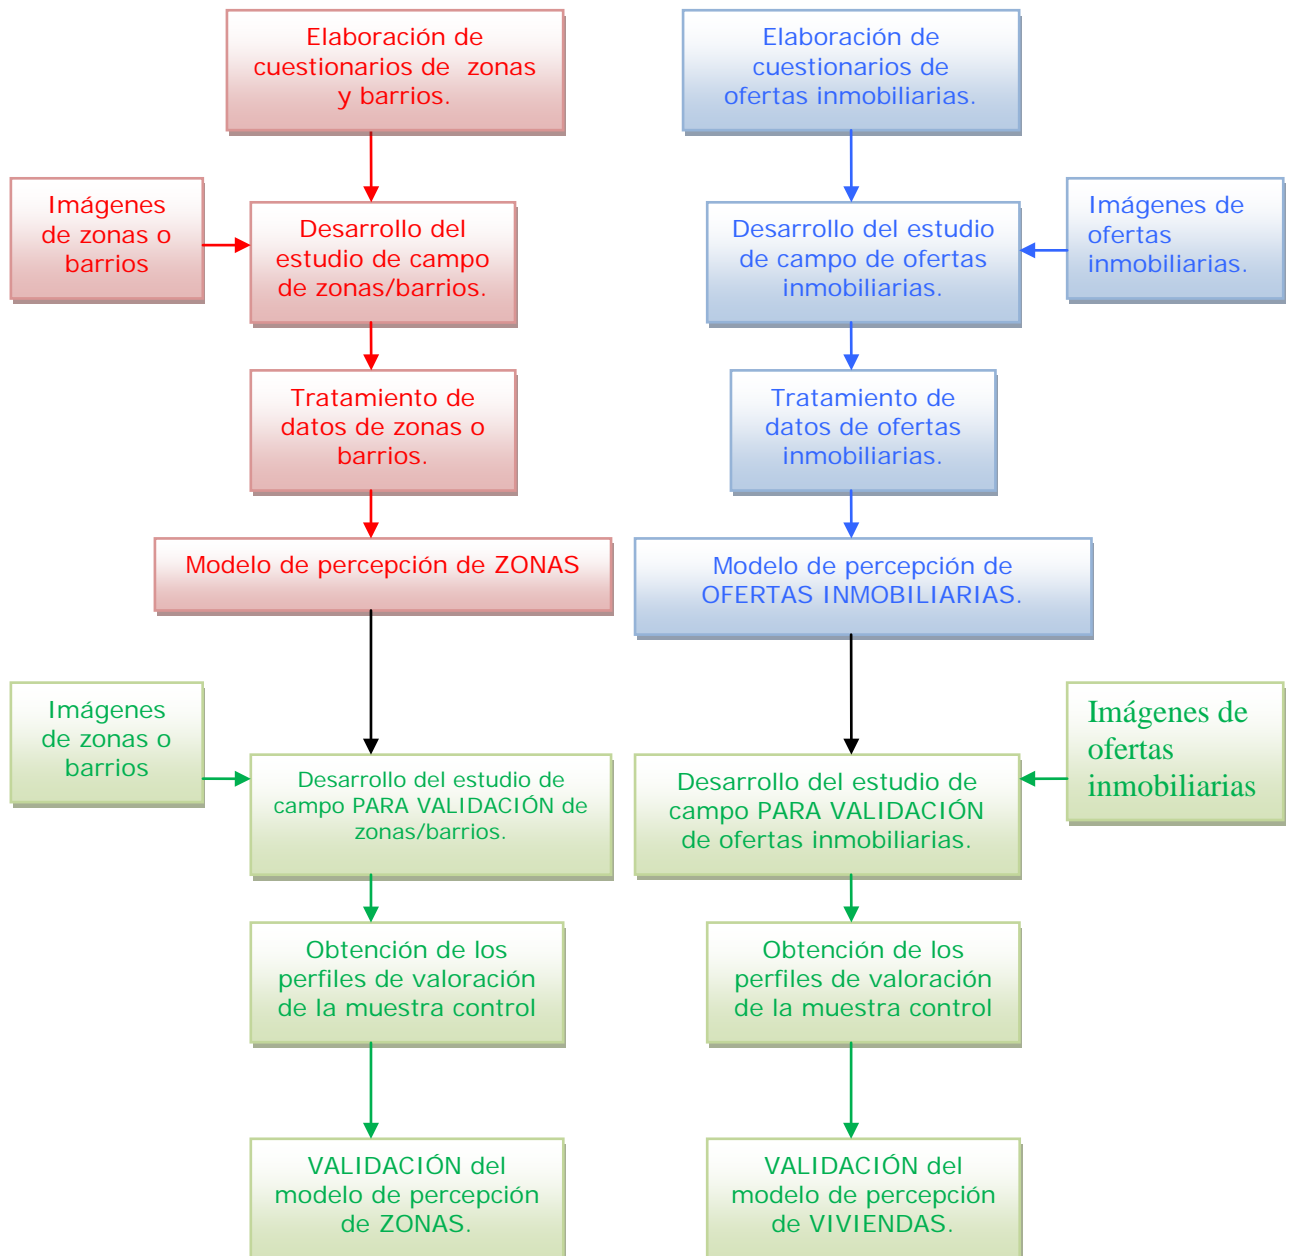 Elaboración de
cuestionarios de zonas
y barrios.
Elaboración de
cuestionarios de
ofertas inmobiliarias.
Imágenes
de zonas o
barrios
Desarrollo del
estudio de campo
de zonas/barrios.
Desarrollo del estudio
de campo de ofertas
inmobiliarias.
Imágenes de
ofertas
inmobiliarias.
Tratamiento de
datos de zonas o
barrios.
Tratamiento de
datos de ofertas
inmobiliarias.
Modelo de percepción de ZONAS
Modelo de percepción de
OFERTAS INMOBILIARIAS.
Imágenes
de zonas o
barrios
Desarrollo del estudio de
campo PARA VALIDACIÓN de
zonas/barrios.
Desarrollo del estudio de
campo PARA VALIDACIÓN
de ofertas inmobiliarias.
Imágenes de
ofertas
inmobiliarias
Obtención de los
perfiles de valoración
de la muestra control
Obtención de los
perfiles de valoración
de la muestra control
VALIDACIÓN del
modelo de percepción
de ZONAS.
VALIDACIÓN del
modelo de percepción
de VIVIENDAS.